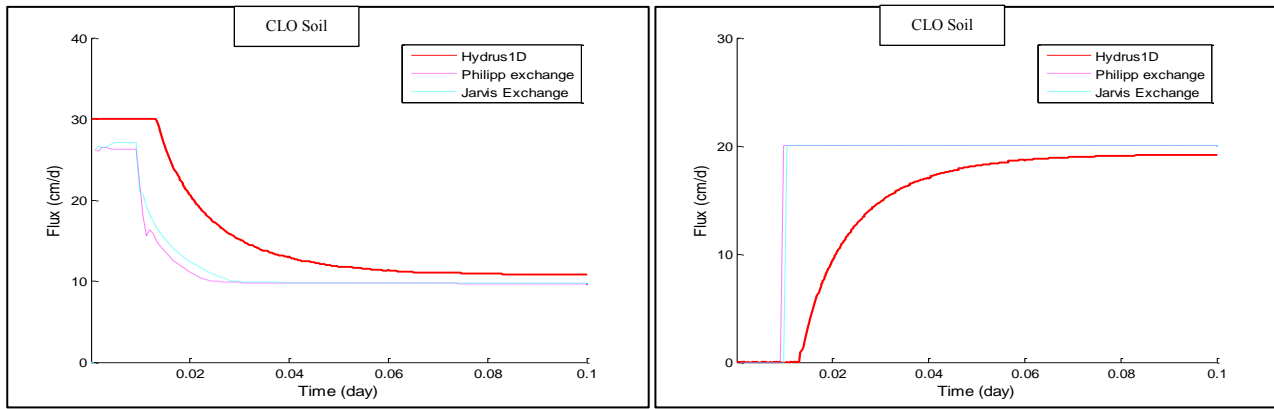 CLO Soil
40
30
20
10
0
Flux (cm/d)
Hydrus1D
Philipp exchange
Jarvis Exchange
0.02 0.04 0.06 0.08 0.1
Time (day)
CLO Soil
30
20
10
0
Flux (cm/d)
Hydrus1D
Philipp exchange
Jarvis Exchange
0.02 0.04 0.06 0.08 0.1
Time (day)